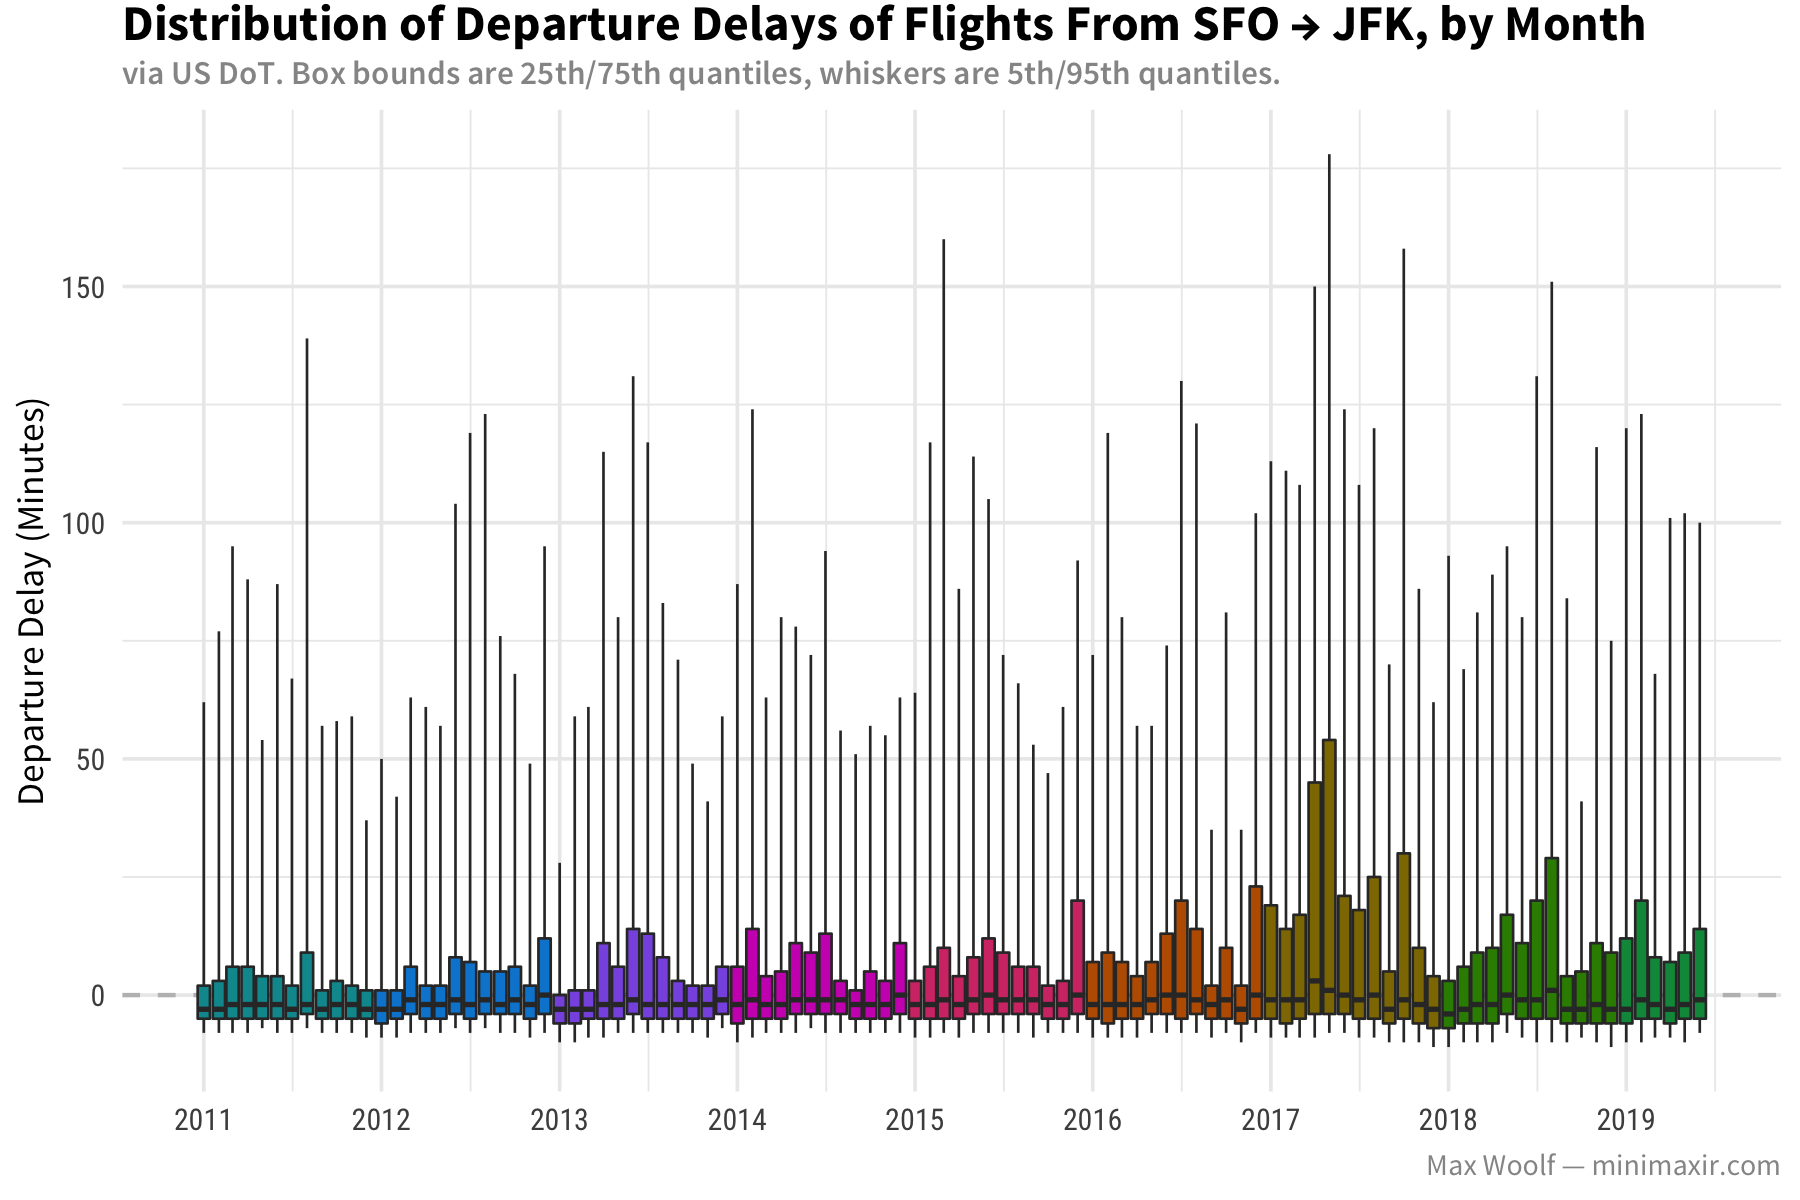 Distribution of Departure Delays of Flights From SFO → JFK, by Month
via US DoT. Box bounds are 25th/75th quantiles, whiskers are 5th/95th quantiles.
Departure Delay (Minutes)
150
100
50
0
2011 2012 2013 2014 2015 2016 2017 2018 2019
Max Woolf — minimaxir.com